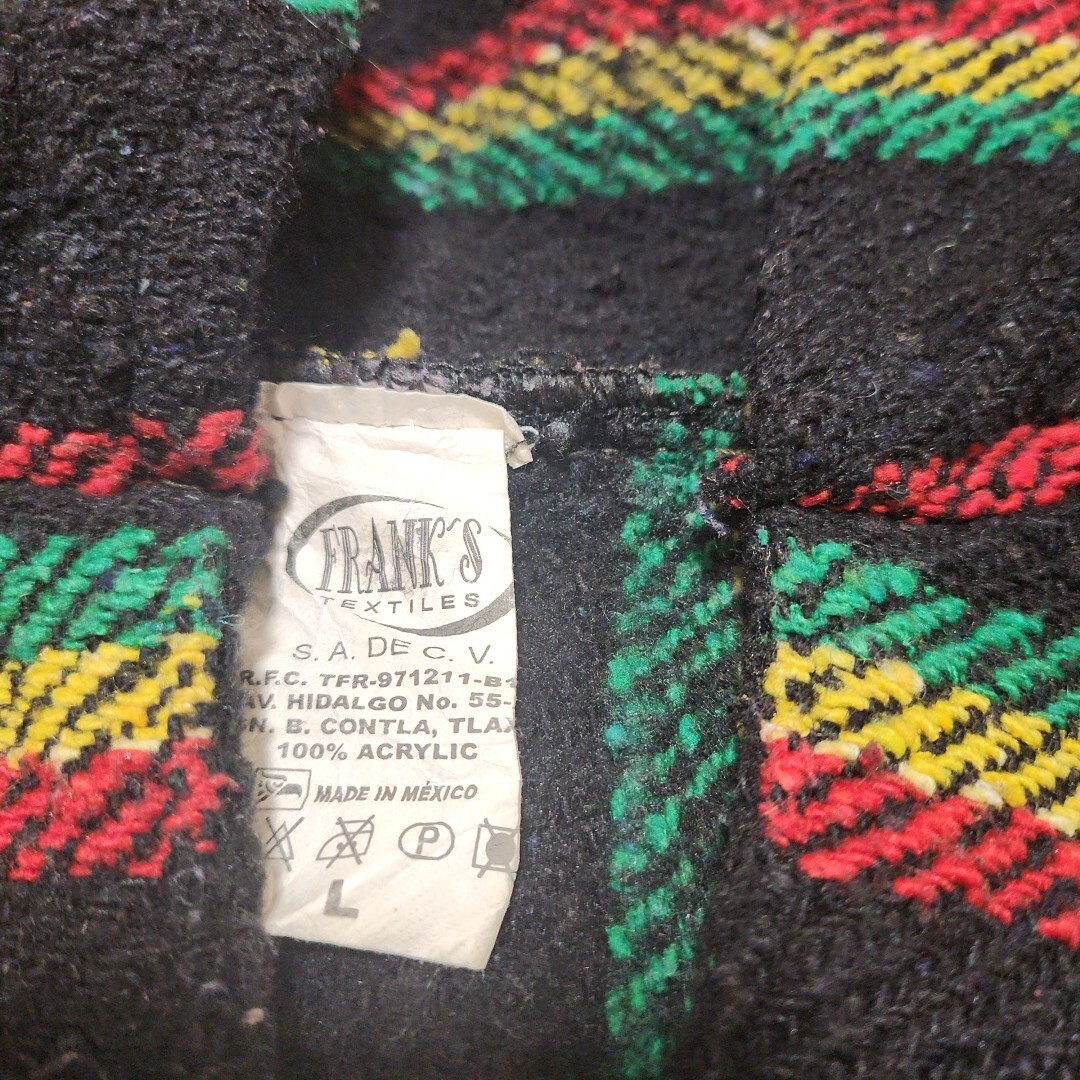 FRANK'S
TEXTILES
S. A. DE C. V.
R.F.C. TFR-971211-B1
AV. HIDALGO No. 55-
N. B. CONTLA, TLAX
100% ACRYLIC
MADE IN MÉXICO
P
L